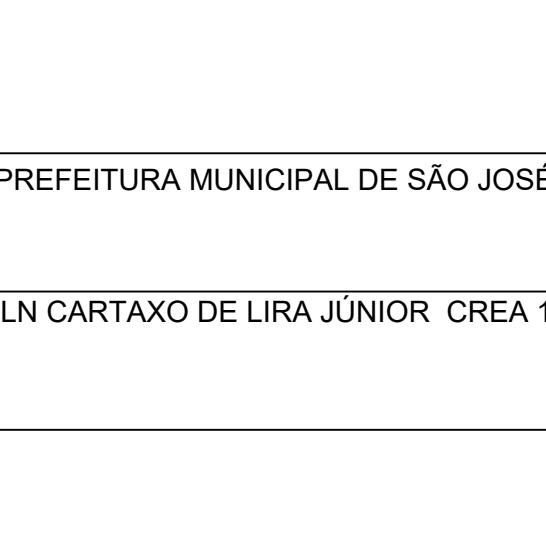 PREFEITURA MUNICIPAL DE SÃO JOSÉ
LN CARTAXO DE LIRA JÚNIOR  CREA 1